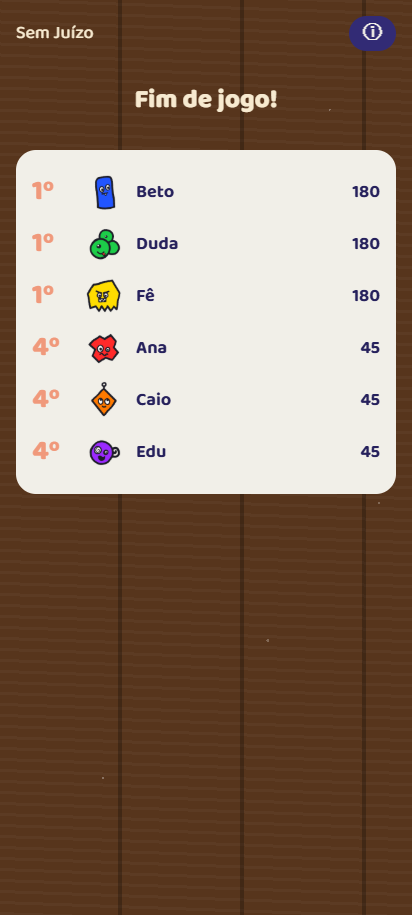 Sem Juízo
Fim de jogo!
1º Beto 180
1º Duda 180
1º Fê 180
4º Ana 45
4º Caio 45
4º Edu 45